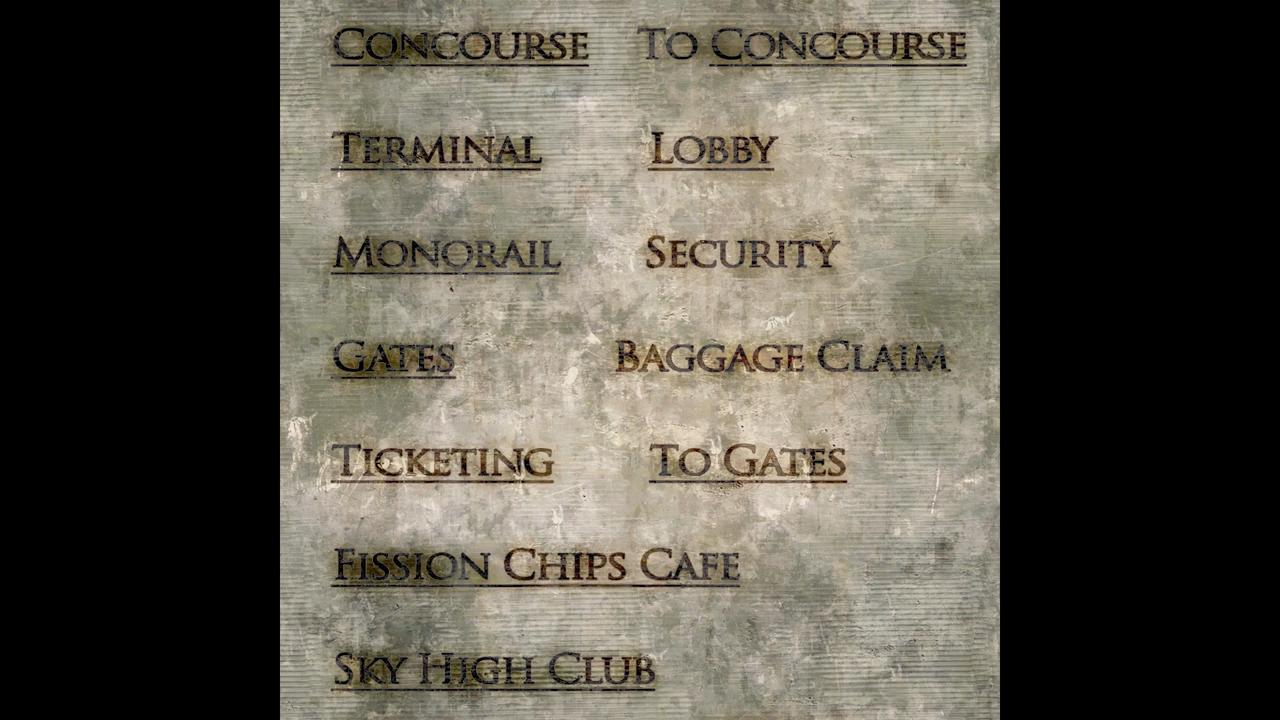 Concourse To Concourse
Terminal Lobby
Monorail Security
Gates Baggage Claim
Ticketing To Gates
Fission Chips Cafe
Sky High Club